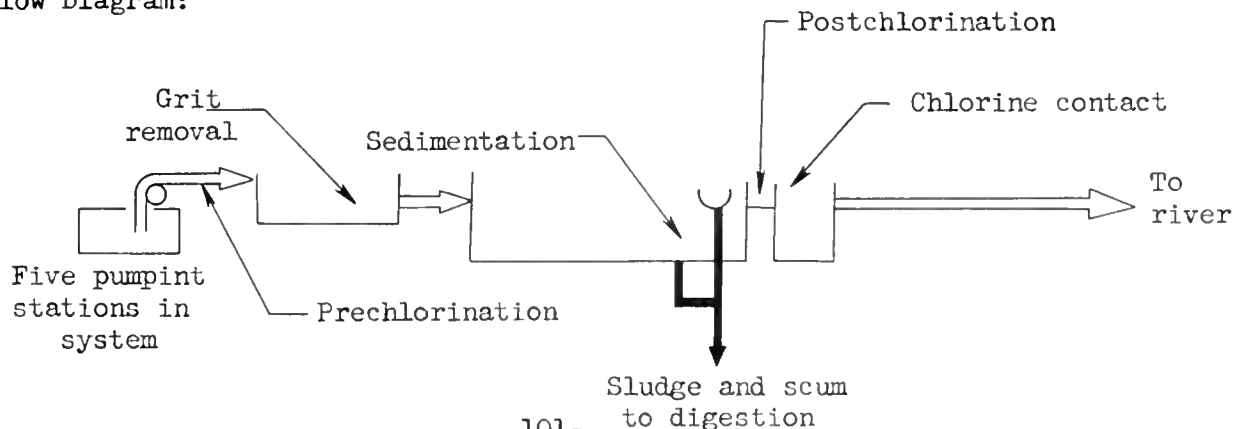 low Diagram:
Postchlorination
Grit
removal
Chlorine contact
Sedimentation
To
river
Five pumpint
stations in
system
Prechlorination
Sludge and scum
to digestion
101-